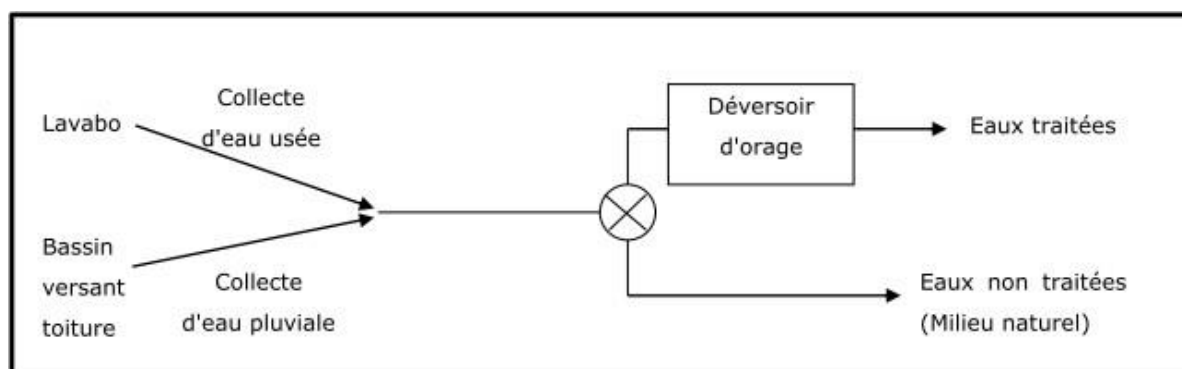 Lavabo
Collecte
d'eau usée
Bassin
versant
toiture
Collecte
d'eau pluviale
Déversoir
d'orage
Eaux traitées
Eaux non traitées
(Milieu naturel)